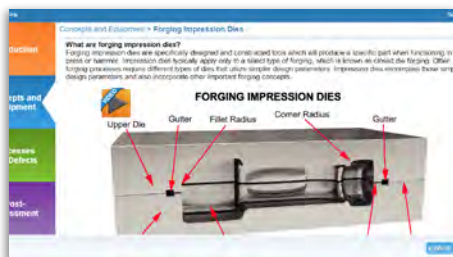 Concepts and Equipment > Forging Impression Dies
What are forging impression dies?
Forging impression dies are specifically designed and constructed tools which will produce a specific part when functioning in
press or hammer. Impression dies typically apply only to a select type of forging, which is known as closed die forging. Other
forging processes require different types of dies that utilize simpler design parameters. Impression dies encompass those
design parameters and also incorporate other important forging concepts.
FORGING IMPRESSION DIES
VIDEO
Upper Die
Gutter
Fillet Radius
Corner Radius
Gutter